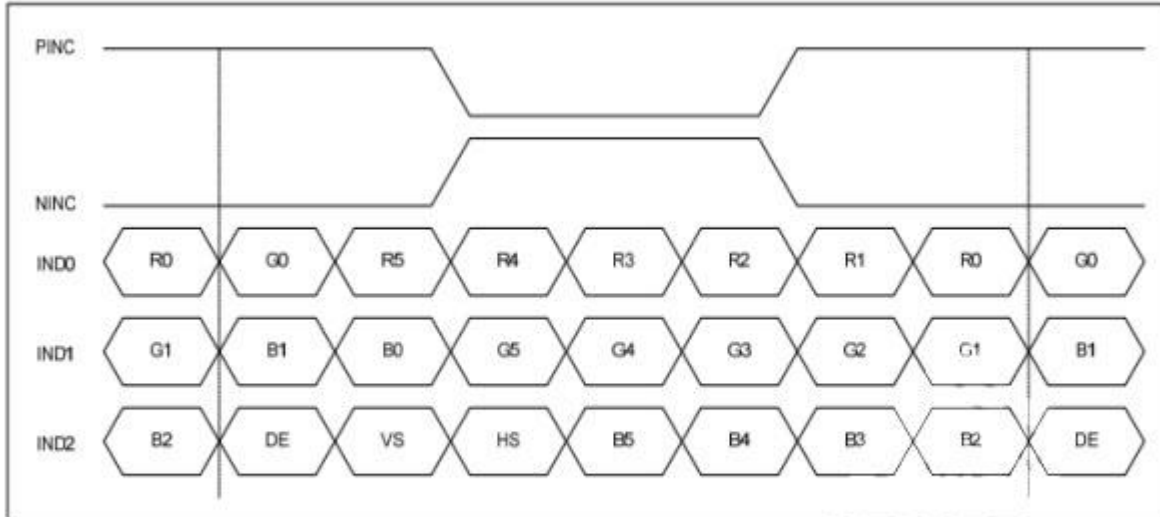 PINC
NINC
IND0 R0 G0 R5 R4 R3 R2 R1 R0 G0
IND1 G1 B1 B0 G5 G4 G3 G2 G1 B1
IND2 B2 DE VS HS B5 B4 B3 B2 DE